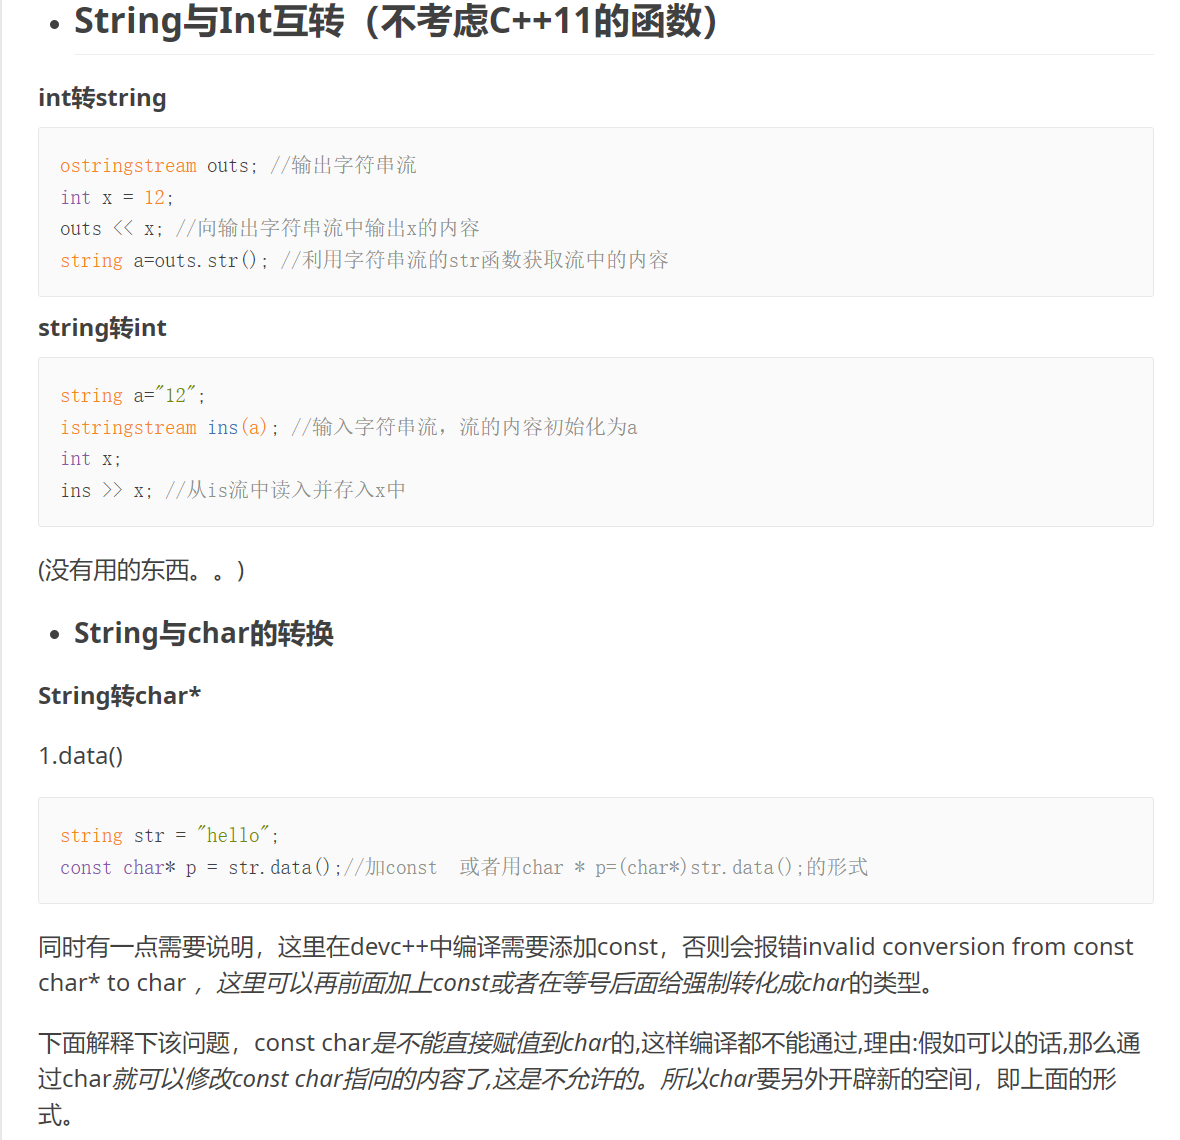 String与Int互转（不考虑C++11的函数）
int转string
ostringstream outs; //输出字符串流
int x = 12;
outs << x; //向输出字符串流中输出x的内容
string a=outs.str(); //利用字符串流的str函数获取流中的内容
string转int
string a="12";
istringstream ins(a); //输入字符串流，流的内容初始化为a
int x;
ins >> x; //从is流中读入并存入x中
(没有用的东西。。)
String与char的转换
String转char*
1.data()
string str = "hello";
const char* p = str.data();//加const  或者用char * p=(char*)str.data();的形式
同时有一点需要说明，这里在devc++中编译需要添加const，否则会报错invalid conversion from const
char* to char ，这里可以再前面加上const或者在等号后面给强制转化成char的类型。
下面解释下该问题，const char是不能直接赋值到char的,这样编译都不能通过,理由:假如可以的话,那么通
过char就可以修改const char指向的内容了,这是不允许的。所以char要另外开辟新的空间，即上面的形
式。